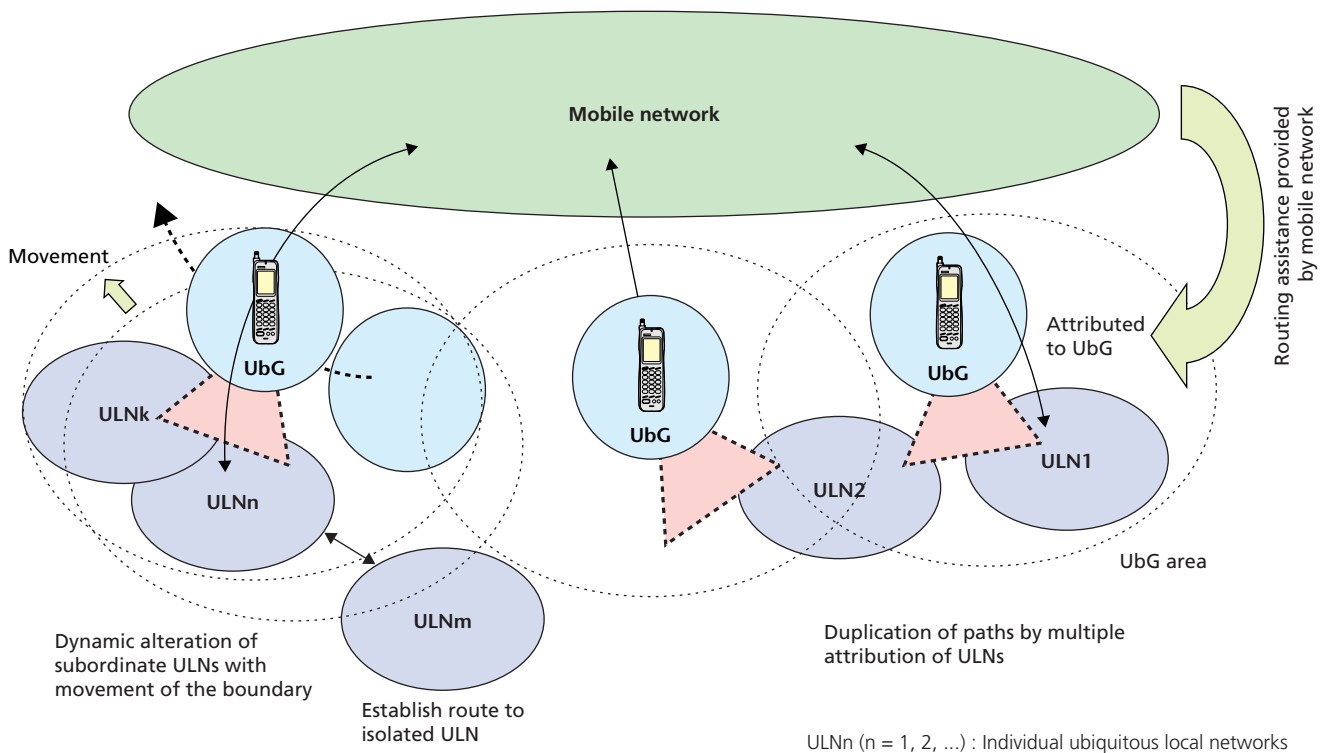 Mobile network
Routing assistance provided
by mobile network
Movement
UbG
UbG
UbG
Attributed
to UbG
ULNk
ULNn
ULN2
ULN1
UbG area
ULNm
Dynamic alteration of
subordinate ULNs with
movement of the boundary
Duplication of paths by multiple
attribution of ULNs
Establish route to
isolated ULN
ULNn (n = 1, 2, ...) : Individual ubiquitous local networks